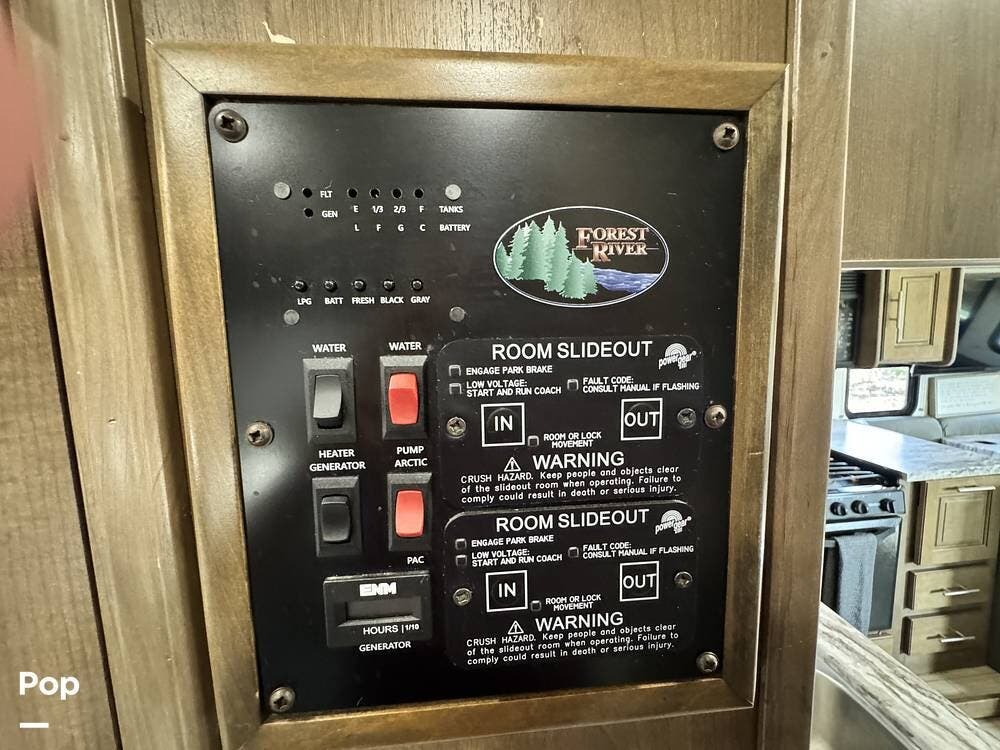 FLT E 1/3 2/3 F TANKS
GEN L F G C BATTERY
FOREST
RIVER
LPG BATT FRESH BLACK GRAY
WATER WATER
HEATER PUMP
GENERATOR ARCTIC
PAC
ENM
HOURS | 1/10
GENERATOR
ROOM SLIDEOUT
powergear
ENGAGE PARK BRAKE
LOW VOLTAGE: FAULT CODE:
START AND RUN COACH CONSULT MANUAL IF FLASHING
IN OUT
ROOM OR LOCK
MOVEMENT
WARNING
CRUSH HAZARD. Keep people and objects clear
of the slideout room when operating. Failure to
comply could result in death or serious injury.
ROOM SLIDEOUT
powergear
ENGAGE PARK BRAKE
LOW VOLTAGE: FAULT CODE:
START AND RUN COACH CONSULT MANUAL IF FLASHING
IN OUT
ROOM OR LOCK
MOVEMENT
WARNING
CRUSH HAZARD. Keep people and objects clear
of the slideout room when operating. Failure to
comply could result in death or serious injury.
Pop